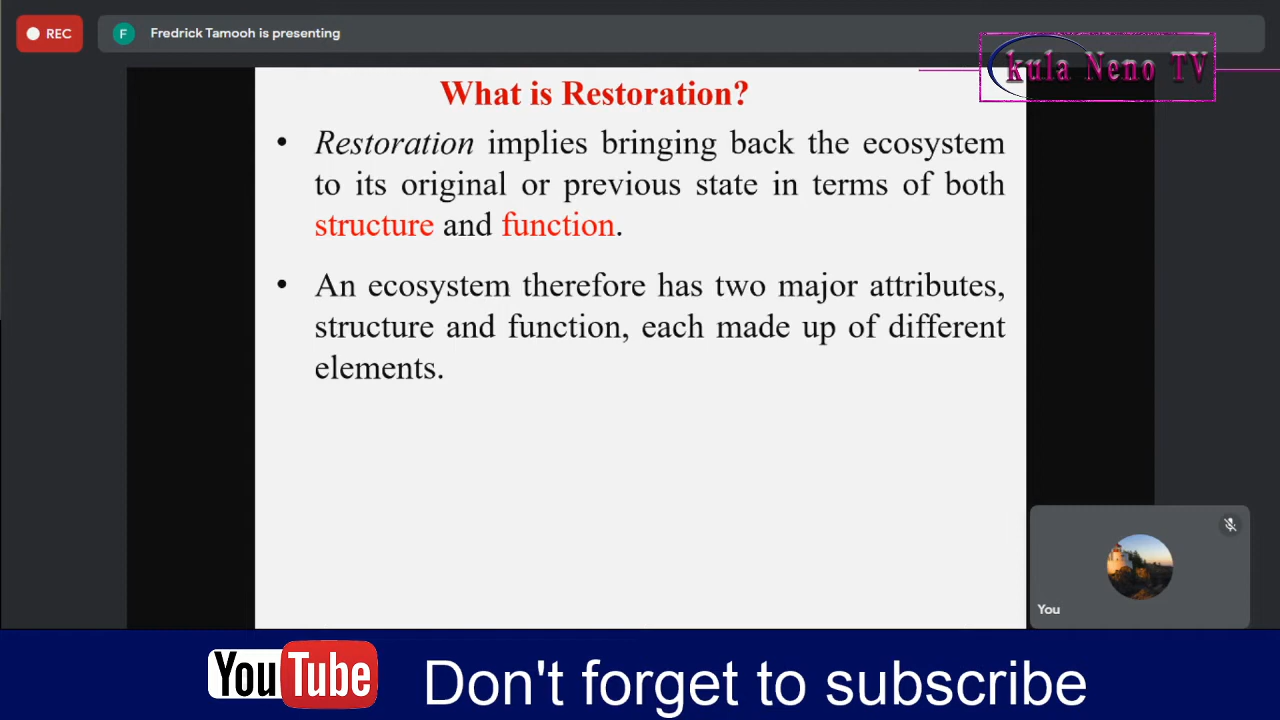 REC
F
Fredrick Tamooh is presenting
kula Neno TV
What is Restoration?
• Restoration implies bringing back the ecosystem
to its original or previous state in terms of both
structure and function.
• An ecosystem therefore has two major attributes,
structure and function, each made up of different
elements.
You
YouTube
Don't forget to subscribe